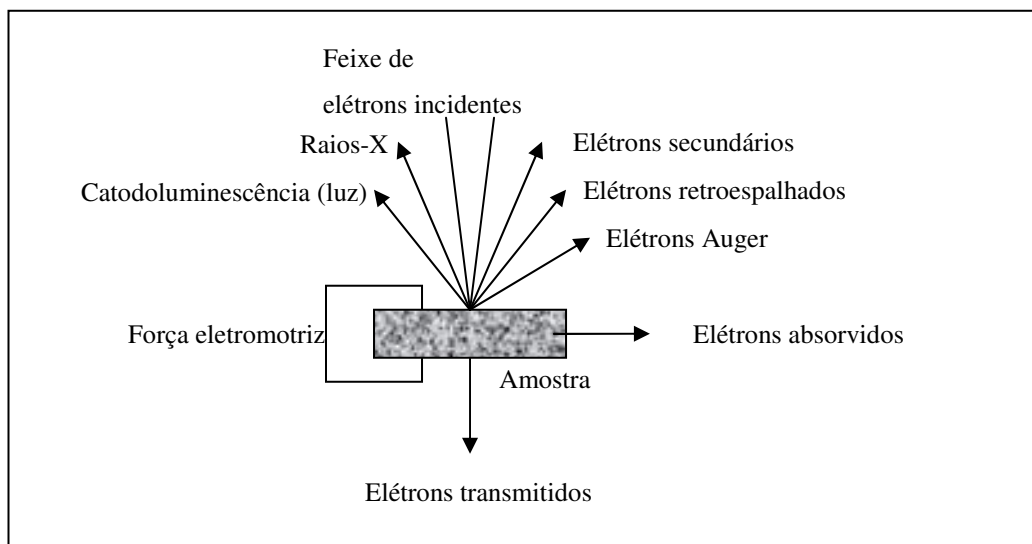 Feixe de
elétrons incidentes
Raios-X
Elétrons secundários
Catodoluminescência (luz)
Elétrons retroespalhados
Elétrons Auger
Força eletromotriz
Elétrons absorvidos
Amostra
Elétrons transmitidos